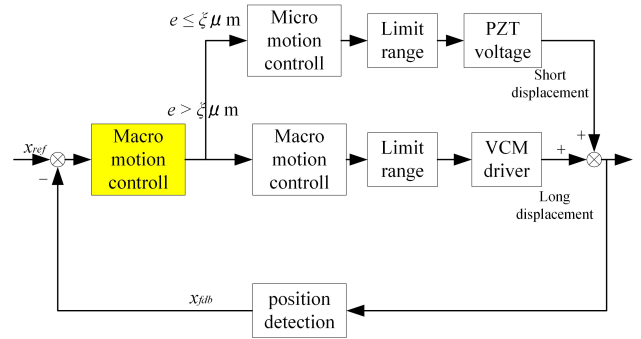 e ≤ ξ μ m
Micro
motion
controll
Limit
range
PZT
voltage
Short
displacement
e > ξ μ m
+
x_ref
Macro
motion
controll
Macro
motion
controll
Limit
range
VCM
driver
+
−
Long
displacement
x_fdb
position
detection